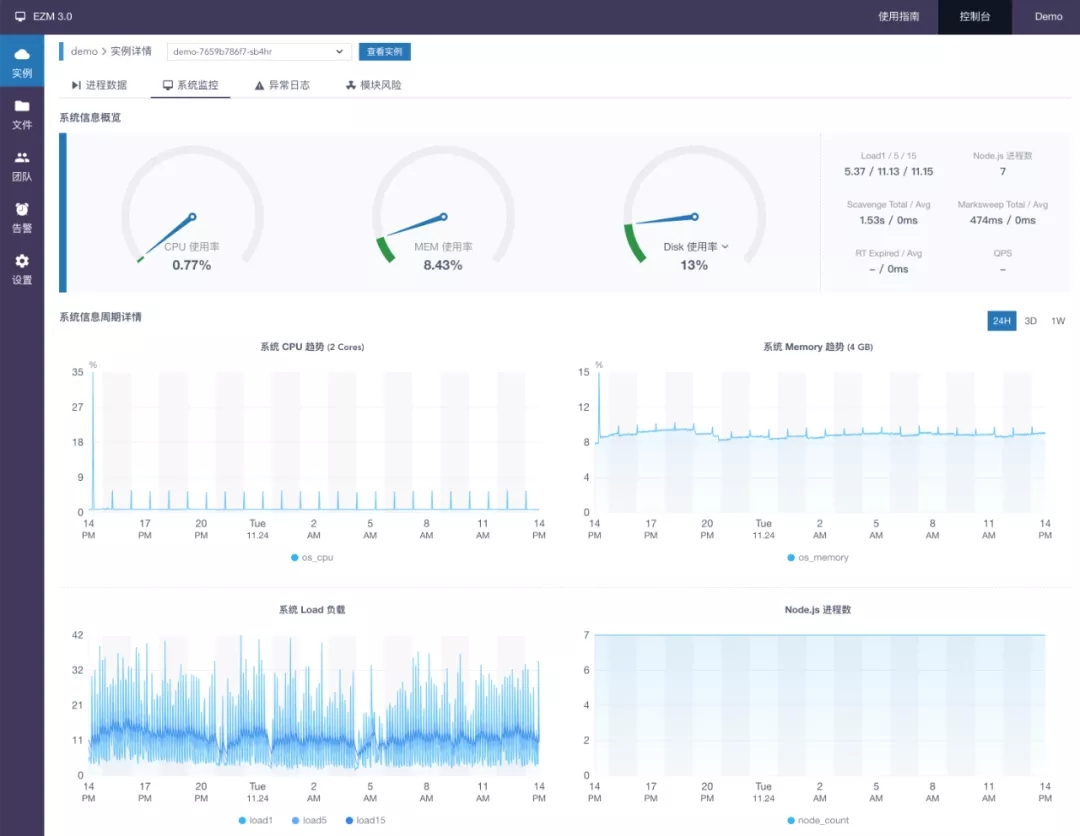 EZM 3.0 使用指南 控制台 Demo
实例
文件
团队
告警
设置
demo > 实例详情 demo-7659b786f7-sb4hr 查看实例
进程数据 系统监控 异常日志 模块风险
系统信息概览
CPU 使用率
0.77%
MEM 使用率
8.43%
Disk 使用率
13%
Load1 / 5 / 15 Node.js 进程数
5.37 / 11.13 / 11.15 7
Scavenge Total / Avg Marksweep Total / Avg
1.53s / 0ms 474ms / 0ms
RT Expired / Avg QPS
– / 0ms –
系统信息周期详情 24H 3D 1W
系统 CPU 趋势 (2 Cores)
%
35
27
18
9
0
14 17 20 Tue 2 5 8 11 14
PM PM PM 11.24 AM AM AM AM PM
os_cpu
系统 Memory 趋势 (4 GB)
%
15
12
8
4
0
14 17 20 Tue 2 5 8 11 14
PM PM PM 11.24 AM AM AM AM PM
os_memory
系统 Load 负载
42
32
21
11
0
14 17 20 Tue 2 5 8 11 14
PM PM PM 11.24 AM AM AM AM PM
load1 load5 load15
Node.js 进程数
7
6
4
2
0
14 17 20 Tue 2 5 8 11 14
PM PM PM 11.24 AM AM AM AM PM
node_count